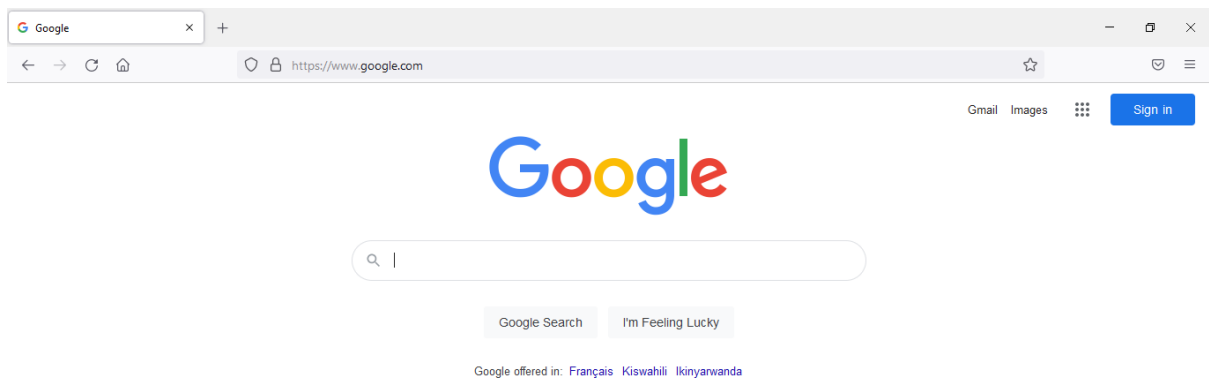 Google
https://www.google.com
Gmail Images Sign in
Google
Google Search I'm Feeling Lucky
Google offered in: Français Kiswahili Ikinyarwanda